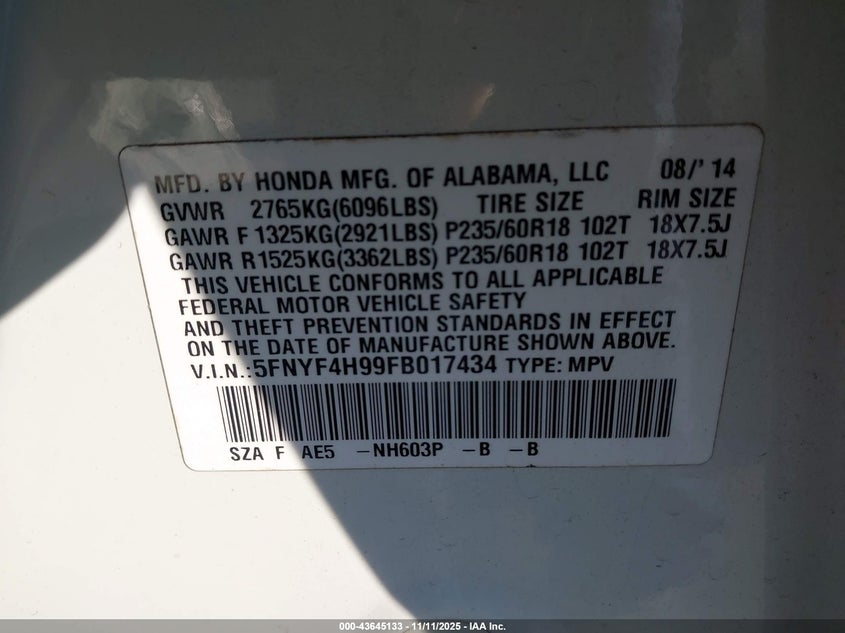 MFD. BY HONDA MFG. OF ALABAMA, LLC 08/'14
GVWR 2765KG(6096LBS) TIRE SIZE RIM SIZE
GAWR F 1325KG(2921LBS) P235/60R18 102T 18X7.5J
GAWR R1525KG(3362LBS) P235/60R18 102T 18X7.5J
THIS VEHICLE CONFORMS TO ALL APPLICABLE
FEDERAL MOTOR VEHICLE SAFETY
AND THEFT PREVENTION STANDARDS IN EFFECT
ON THE DATE OF MANUFACTURE SHOWN ABOVE.
V.I.N.:5FNYF4H99FB017434 TYPE: MPV
SZA F AE5 -NH603P -B -B
000-43645133 - 11/11/2025 - IAA Inc.